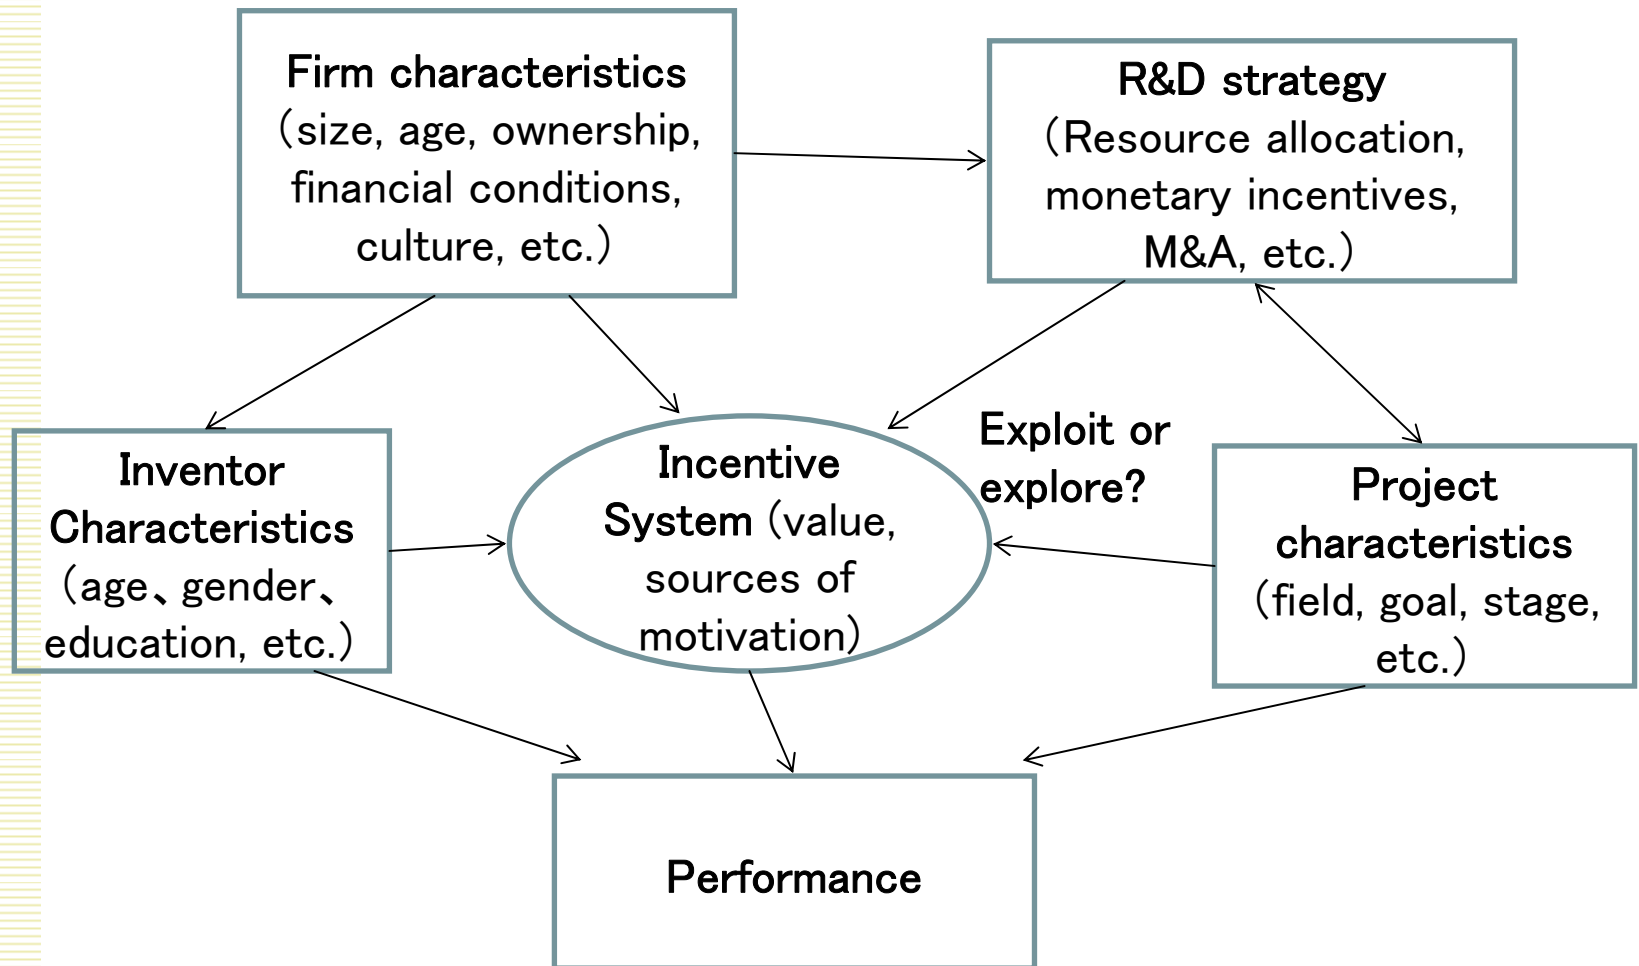 Firm characteristics
（size, age, ownership,
financial conditions,
culture, etc.）
R&D strategy
（Resource allocation,
monetary incentives,
M&A, etc.）
Inventor
Characteristics
（age、gender、
education, etc.）
Incentive
System (value,
sources of
motivation)
Exploit or
explore?
Project
characteristics
（field, goal, stage,
etc.）
Performance